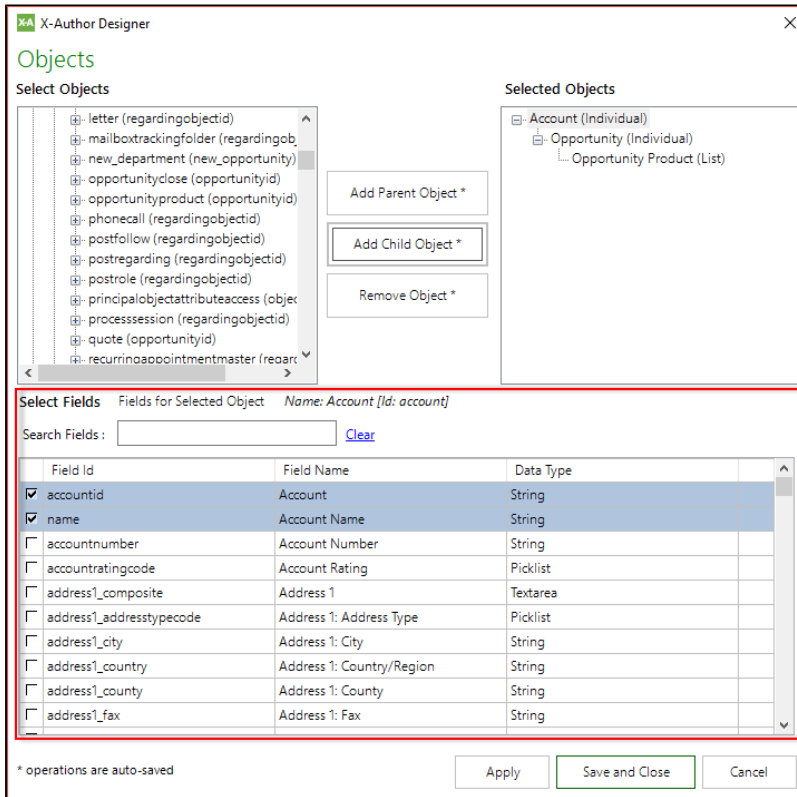 X-A X-Author Designer
Objects
Select Objects
letter (regardingobjectid)
mailboxtrackingfolder (regardingob
new_department (new_opportunity)
opportunityclose (opportunityid)
opportunityproduct (opportunityid)
phonecall (regardingobjectid)
postfollow (regardingobjectid)
postregarding (regardingobjectid)
postrole (regardingobjectid)
principalobjectattributeaccess (objec
processsession (regardingobjectid)
quote (opportunityid)
recurringappointmentmaster (regard
Add Parent Object *
Add Child Object *
Remove Object *
Selected Objects
Account (Individual)
Opportunity (Individual)
Opportunity Product (List)
Select Fields Fields for Selected Object Name: Account [Id: account]
Search Fields : Clear
Field Id Field Name Data Type
accountid Account String
name Account Name String
accountnumber Account Number String
accountratingcode Account Rating Picklist
address1_composite Address 1 Textarea
address1_addresstypecode Address 1: Address Type Picklist
address1_city Address 1: City String
address1_country Address 1: Country/Region String
address1_county Address 1: County String
address1_fax Address 1: Fax String
* operations are auto-saved Apply Save and Close Cancel